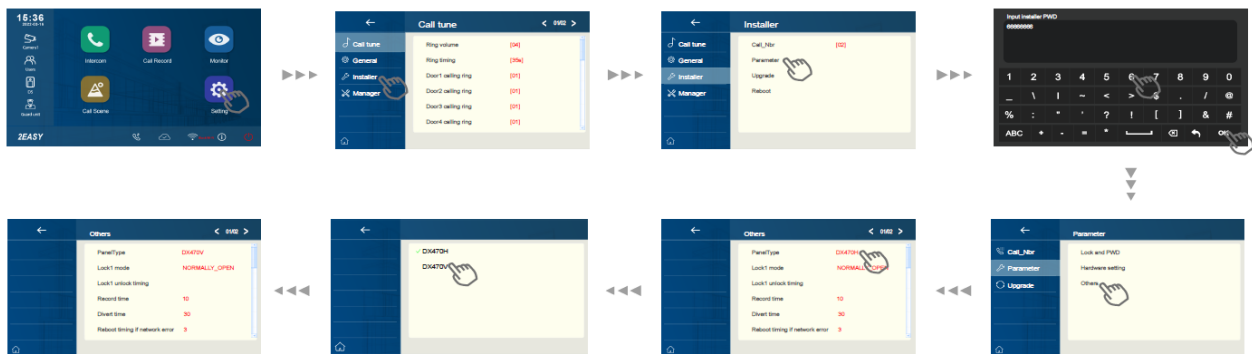 15:36
Intercom
Call Record
Monitor
Call Scene
Setting
2EASY
Call tune
01/02
Call tune
General
Installer
Manager
Ring volume [04]
Ring timing
Door1 calling ring [01]
Door2 calling ring [01]
Door3 calling ring [01]
Door4 calling ring [01]
Installer
Call tune
General
Installer
Manager
Call_Nbr [02]
Parameter
Upgrade
Reboot
Input installer PWD
1 2 3 4 5 6 7 8 9 0
_ \ | ~ < > $ . / @
% : " ' ? ! [ ] & #
ABC + - = * OK
Others
01/02
PanelType DX470V
Lock1 mode NORMALLY_OPEN
Lock1 unlock timing
Record time 10
Divert time 30
Reboot timing if network error 3
DX470H
DX470V
Others
01/02
PanelType DX470H
Lock1 mode NORMALLY_OPEN
Lock1 unlock timing
Record time 10
Divert time 30
Reboot timing if network error 3
Parameter
Call_Nbr
Parameter
Upgrade
Lock and PWD
Hardware setting
Others